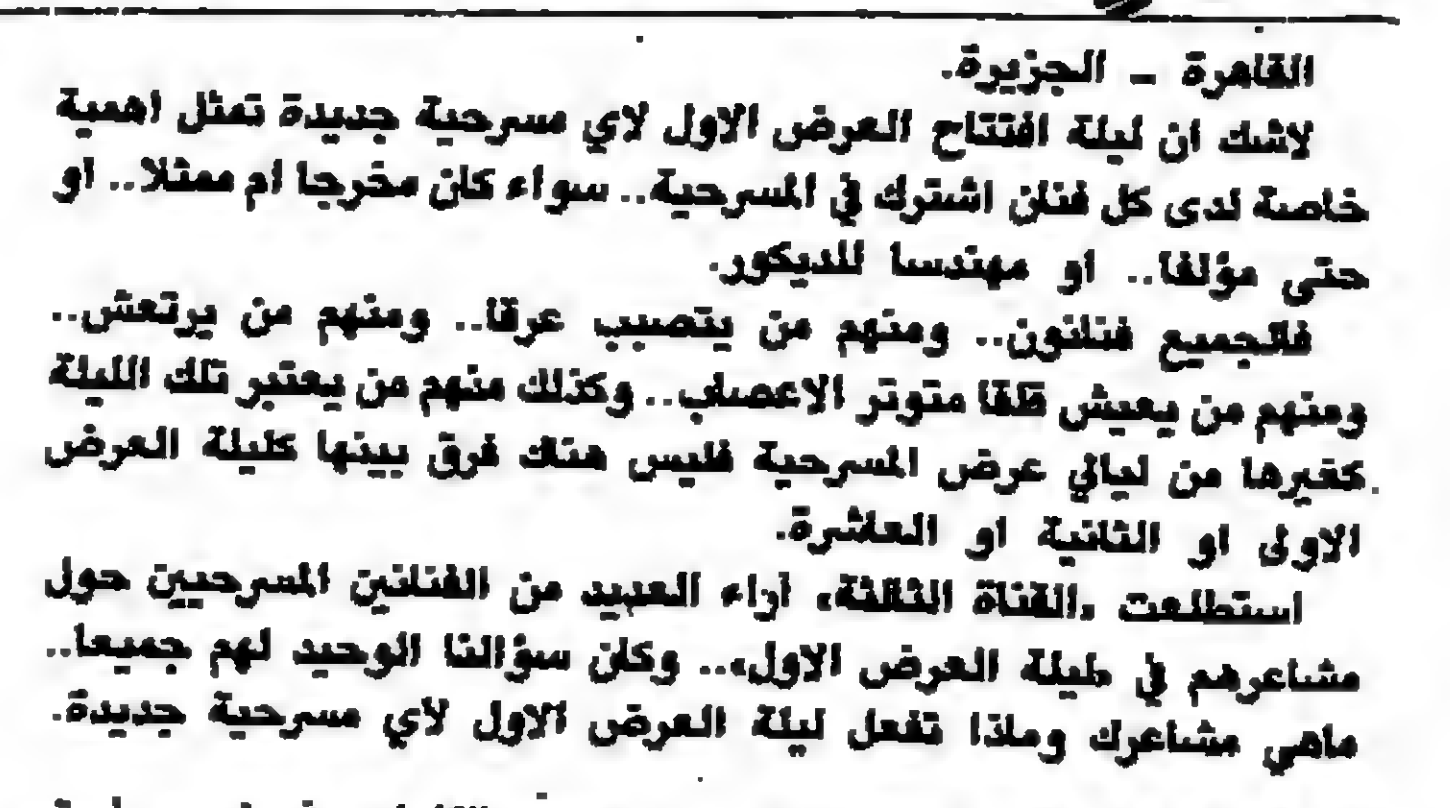 القاهرة ـ الجزيرة.
لاشك ان ليلة افتتاح العرض الاول لاي مسرحية جديدة تمثل اهمية
خاصة لدى كل فنان اشترك في المسرحية.. سواء كان مخرجا ام ممثلا.. او
حتى مؤلفا.. او مهندسا للديكور.
فالجميع فنانون.. ومنهم من يتصبب عرقا.. ومنهم من يرتعش..
ومنهم من يعيش قلقا متوتر الاعصاب.. وكذلك منهم من يعتبر تلك الليلة
كغيرها من ليالي عرض المسرحية فليس هناك فرق بينها كليلة العرض
الاولى او الثانية او العاشرة.
استطلعت «القناة الثالثة» اراء العديد من الفنانين المسرحيين حول
مشاعرهم في «ليلة العرض الاول».. وكان سؤالنا الوحيد لهم جميعا..
ماهي مشاعرك وماذا تفعل ليلة العرض الاول لأي مسرحية جديدة.